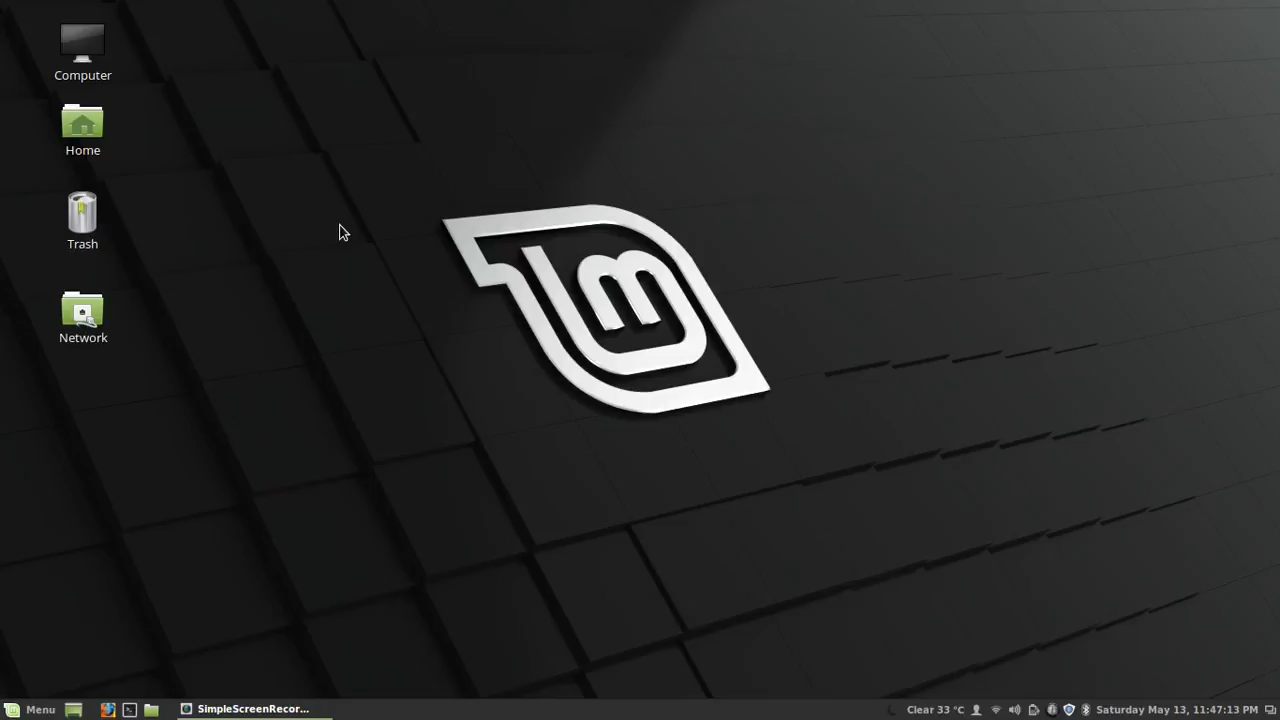 Computer
Home
Trash
Network
Menu
SimpleScreenRecor...
Clear 33 °C
Saturday May 13, 11:47:13 PM